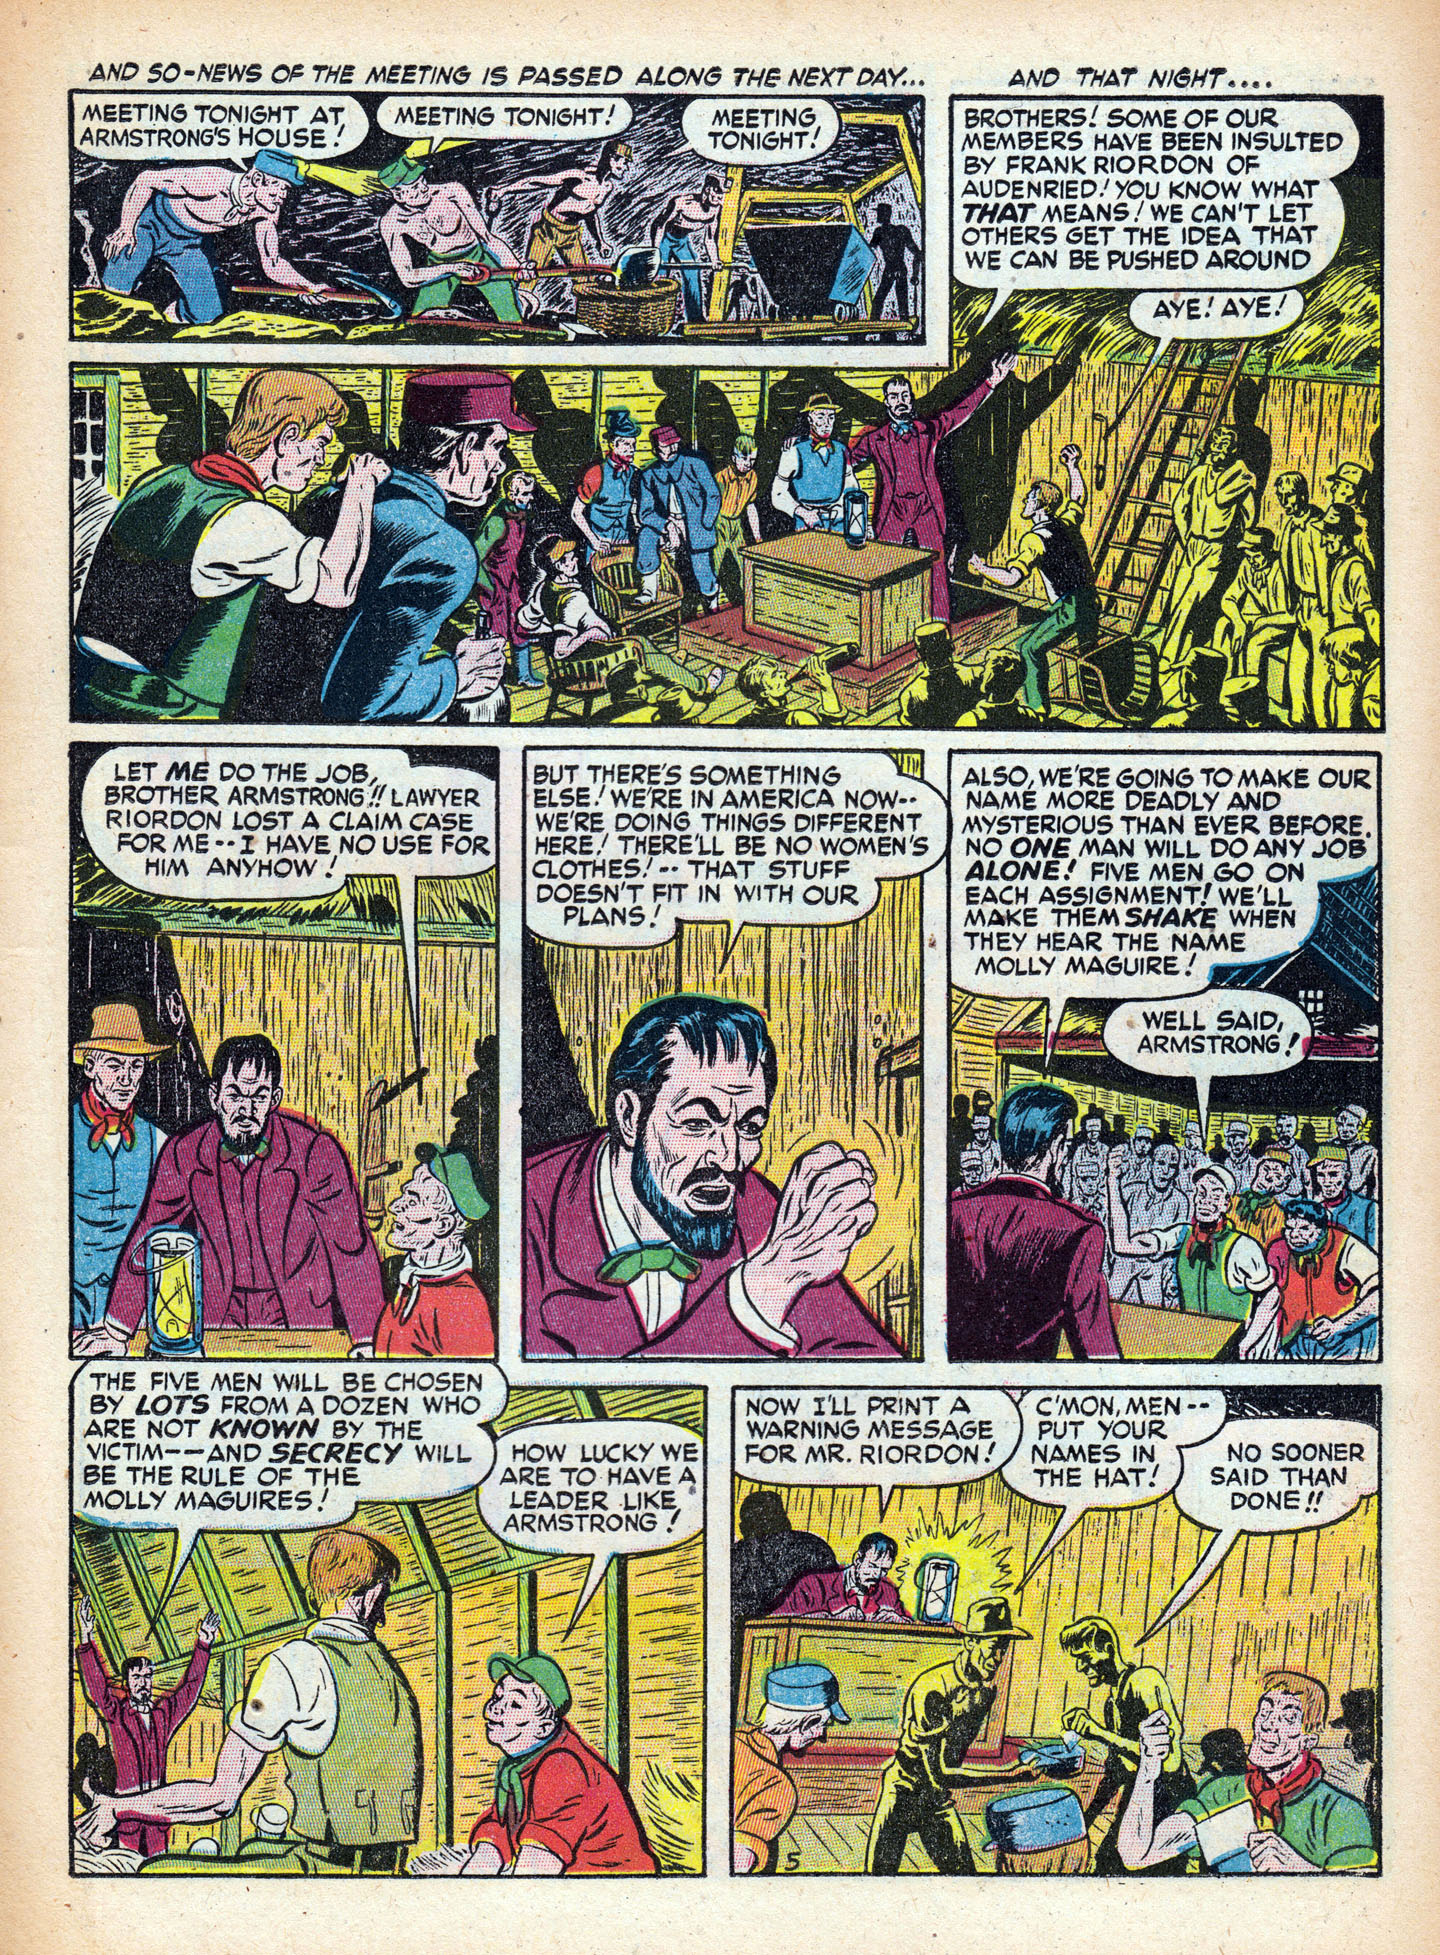 AND SO-NEWS OF THE MEETING IS PASSED ALONG THE NEXT DAY...
MEETING TONIGHT AT
ARMSTRONG'S HOUSE!
MEETING TONIGHT!
MEETING
TONIGHT!
AND THAT NIGHT....
BROTHERS! SOME OF OUR
MEMBERS HAVE BEEN INSULTED
BY FRANK RIORDON OF
AUDENRIED! YOU KNOW WHAT
THAT MEANS! WE CAN'T LET
OTHERS GET THE IDEA THAT
WE CAN BE PUSHED AROUND
AYE! AYE!
LET ME DO THE JOB,
BROTHER ARMSTRONG!! LAWYER
RIORDON LOST A CLAIM CASE
FOR ME-- I HAVE NO USE FOR
HIM ANYHOW!
BUT THERE'S SOMETHING
ELSE! WE'RE IN AMERICA NOW--
WE'RE DOING THINGS DIFFERENT
HERE! THERE'LL BE NO WOMEN'S
CLOTHES!-- THAT STUFF
DOESN'T FIT IN WITH OUR
PLANS!
ALSO, WE'RE GOING TO MAKE OUR
NAME MORE DEADLY AND
MYSTERIOUS THAN EVER BEFORE.
NO ONE MAN WILL DO ANY JOB
ALONE! FIVE MEN GO ON
EACH ASSIGNMENT! WE'LL
MAKE THEM SHAKE WHEN
THEY HEAR THE NAME
MOLLY MAGUIRE!
WELL SAID,
ARMSTRONG!
THE FIVE MEN WILL BE CHOSEN
BY LOTS FROM A DOZEN WHO
ARE NOT KNOWN BY THE
VICTIM---AND SECRECY WILL
BE THE RULE OF THE
MOLLY MAGUIRES!
HOW LUCKY WE
ARE TO HAVE A
LEADER LIKE
ARMSTRONG!
NOW I'LL PRINT A
WARNING MESSAGE
FOR MR. RIORDON!
C'MON, MEN--
PUT YOUR
NAMES IN
THE HAT!
NO SOONER
SAID THAN
DONE!!
5